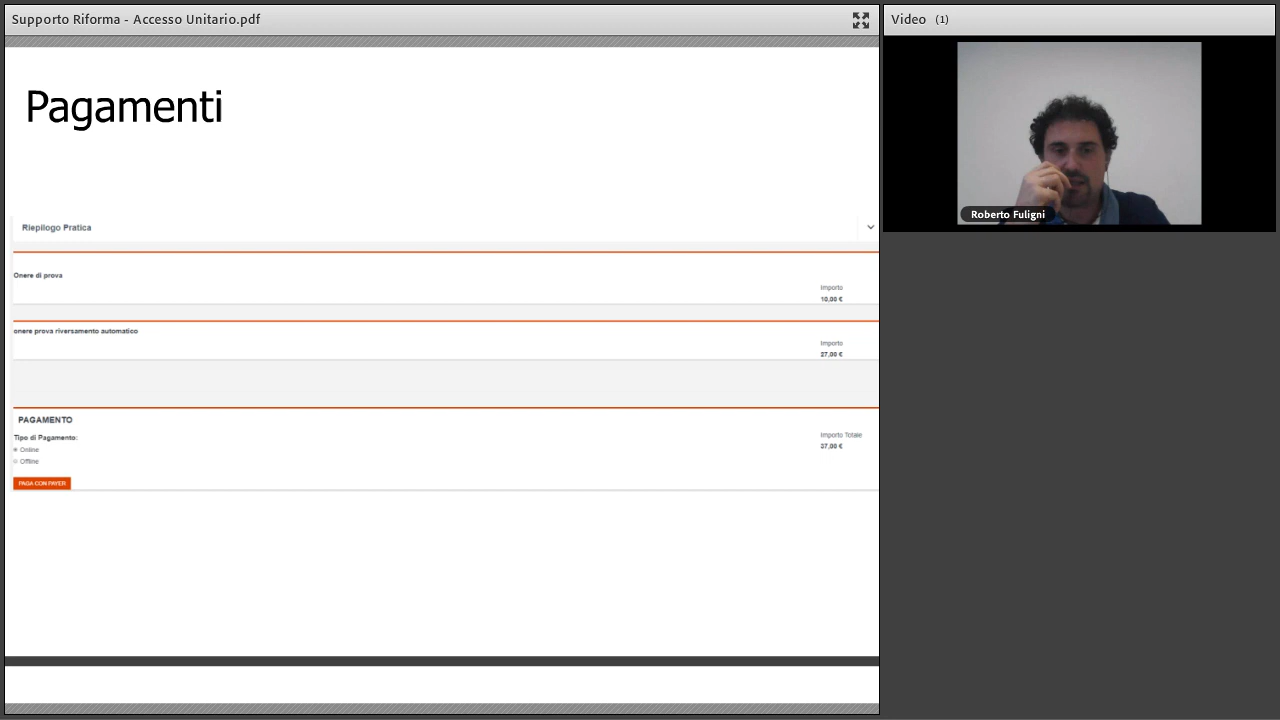 Supporto Riforma - Accesso Unitario.pdf
Video (1)
Roberto Fuligni
Pagamenti
Riepilogo Pratica
Onere di prova
Importo
10,00 €
onere prova riversamento automatico
Importo
27,00 €
PAGAMENTO
Tipo di Pagamento:
Importo Totale
37,00 €
Online
Offline
PAGA CON PAYER